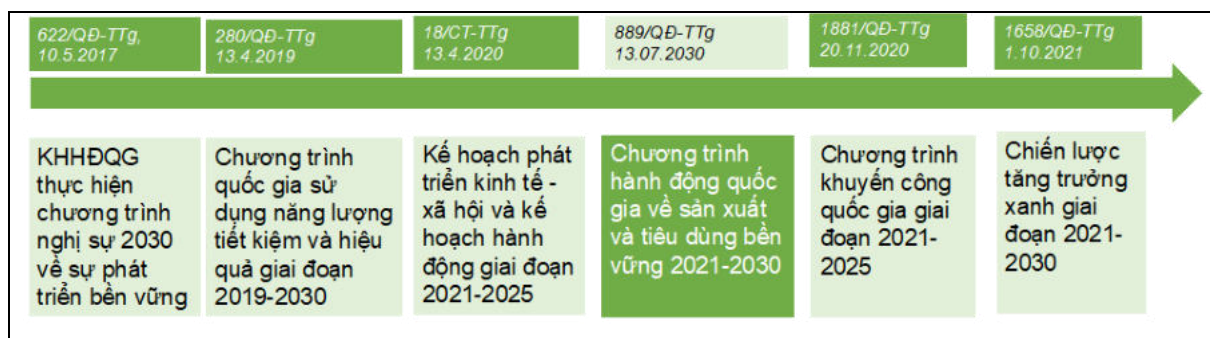 622/QĐ-TTg,
10.5.2017
280/QĐ-TTg
13.4.2019
18/CT-TTg
13.4.2020
889/QĐ-TTg
13.07.2030
1881/QĐ-TTg
20.11.2020
1658/QĐ-TTg
1.10.2021
KHHĐQG
thực hiện
chương trình
nghị sự 2030
về sự phát
triển bền vững
Chương trình
quốc gia sử
dụng năng lượng
tiết kiệm và hiệu
quả giai đoạn
2019-2030
Kế hoạch phát
triển kinh tế -
xã hội và kế
hoạch hành
động giai đoạn
2021-2025
Chương trình
hành động quốc
gia về sản xuất
và tiêu dùng bền
vững 2021-2030
Chương trình
khuyến công
quốc gia giai
đoạn 2021-
2025
Chiến lược
tăng trưởng
xanh giai
đoạn 2021-
2030